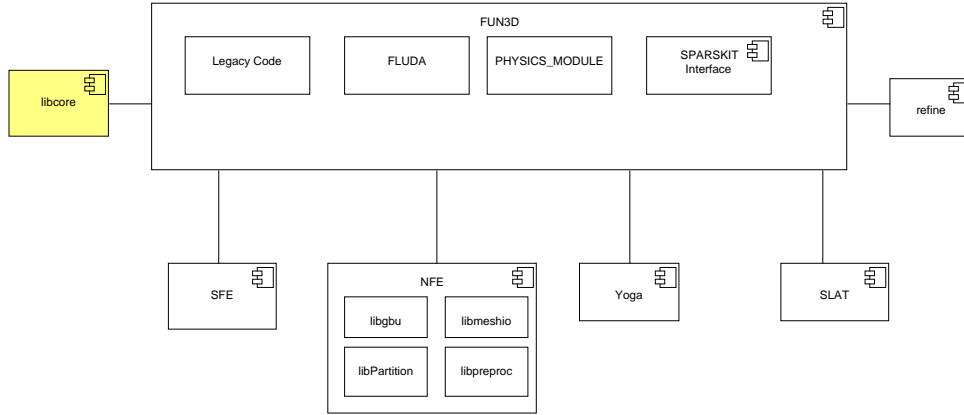 FUN3D
Legacy Code
FLUDA
PHYSICS_MODULE
SPARSKIT
Interface
libcore
refine
SFE
NFE
libgbu
libmeshio
libPartition
libpreproc
Yoga
SLAT